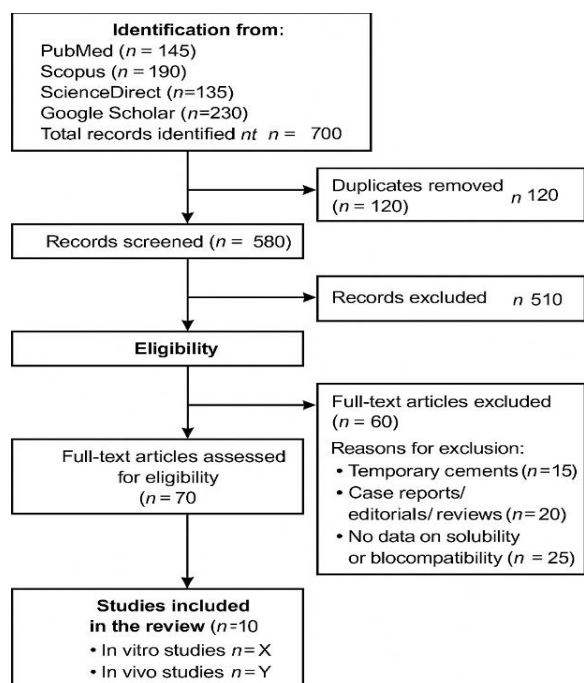 Identification from:
PubMed (n = 145)
Scopus (n = 190)
ScienceDirect (n=135)
Google Scholar (n=230)
Total records identified nt n = 700
Duplicates removed
(n = 120)
n 120
Records screened (n = 580)
Records excluded n 510
Eligibility
Full-text articles excluded
(n = 60)
Reasons for exclusion:
• Temporary cements (n=15)
• Case reports/
editorials/ reviews (n=20)
• No data on solubility
or blocompatibility (n = 25)
Full-text articles assessed
for eligibility
(n = 70
Studies included
in the review (n=10
• In vitro studies n=X
• In vivo studies n=Y